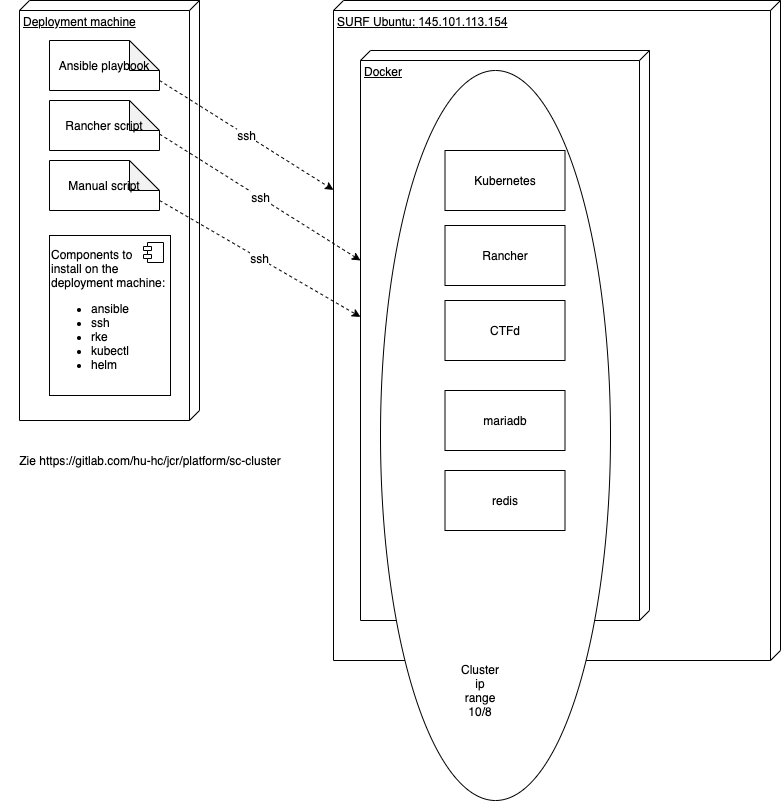 Deployment machine
Ansible playbook
Rancher script
Manual script
Components to
install on the
deployment machine:
• ansible
• ssh
• rke
• kubectl
• helm
Zie https://gitlab.com/hu-hc/jcr/platform/sc-cluster
ssh
ssh
ssh
SURF Ubuntu: 145.101.113.154
Docker
Kubernetes
Rancher
CTFd
mariadb
redis
Cluster
ip
range
10/8